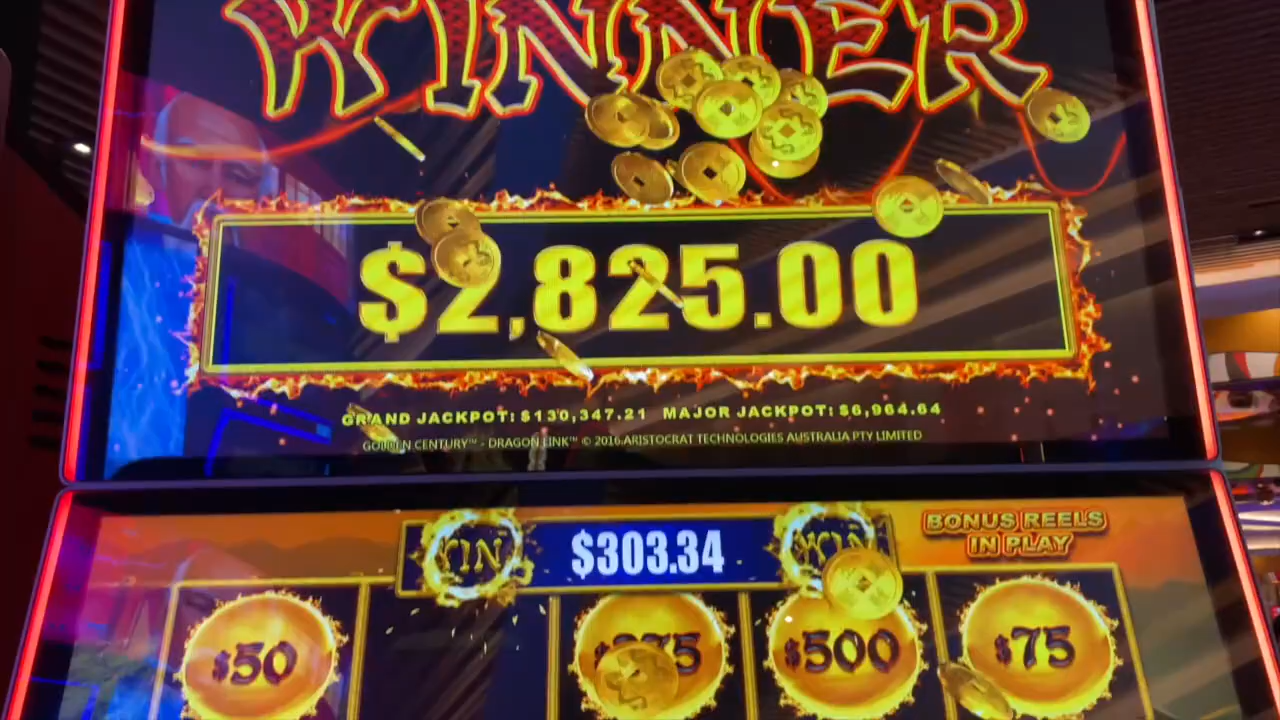 WINNER
$2,825.00
GRAND JACKPOT: $130,347.21 MAJOR JACKPOT: $6,964.64
GOLDEN CENTURY™ - DRAGON LINK™ © 2016 ARISTOCRAT TECHNOLOGIES AUSTRALIA PTY LIMITED
WIN $303.34 WIN
BONUS REELS
IN PLAY
$50 $500 $75